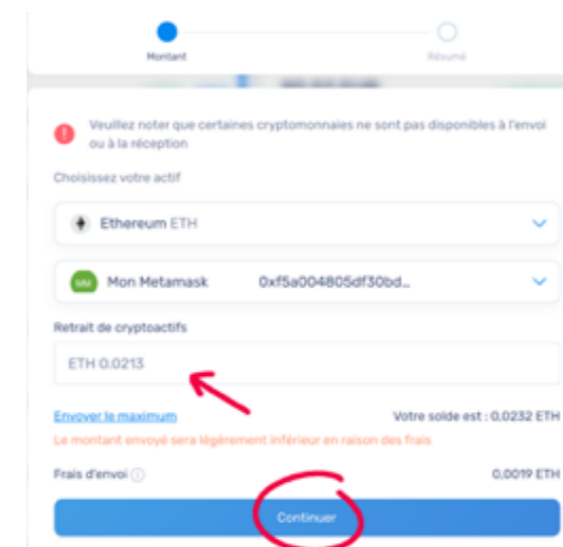 Montant
Résumé
Veuillez noter que certaines cryptomonnaies ne sont pas disponibles à l'envoi
ou à la réception
Choisissez votre actif
Ethereum ETH
Mon Metamask 0xf5a004805df30bd...
Retrait de cryptoactifs
ETH 0.0213
Envoyer le maximum Votre solde est : 0,0232 ETH
Le montant envoyé sera légèrement inférieur en raison des frais
Frais d'envoi 0,0019 ETH
Continuer